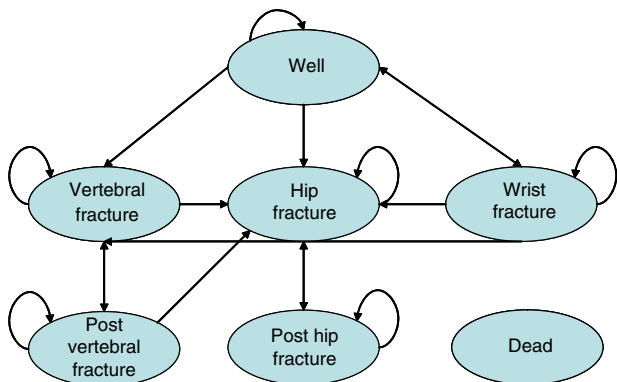 Well
Vertebral
fracture
Hip
fracture
Wrist
fracture
Post
vertebral
fracture
Post hip
fracture
Dead